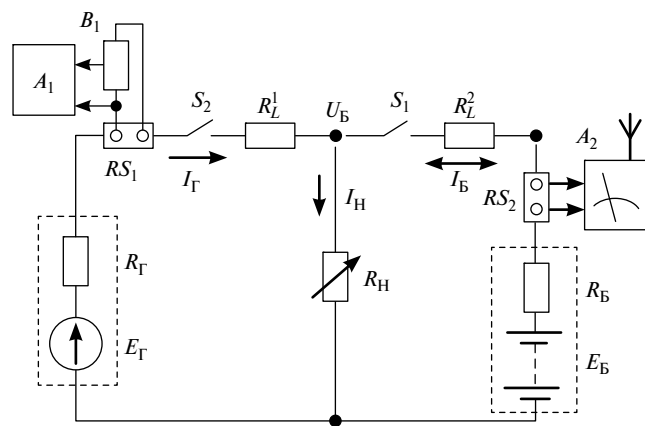 B₁
A₁
S₂
R¹L
UБ
S₁
R²L
A₂
RS₁
IГ
IН
IБ
RS₂
RГ
RН
RБ
EГ
EБ